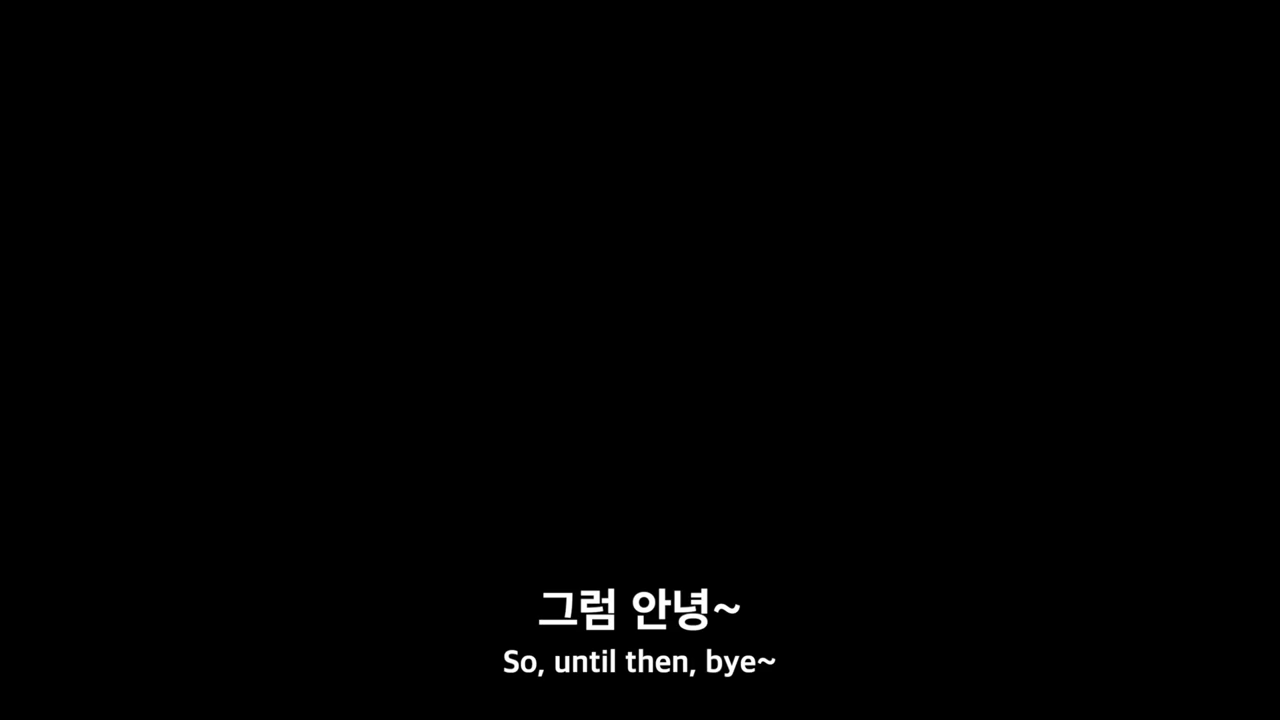 그럼 안녕~
So, until then, bye~